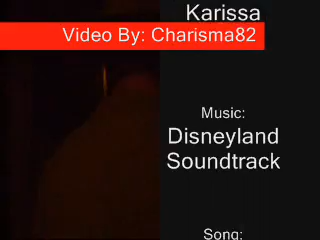 Karissa
Video By: Charisma82
Music:
Disneyland
Soundtrack
Song: